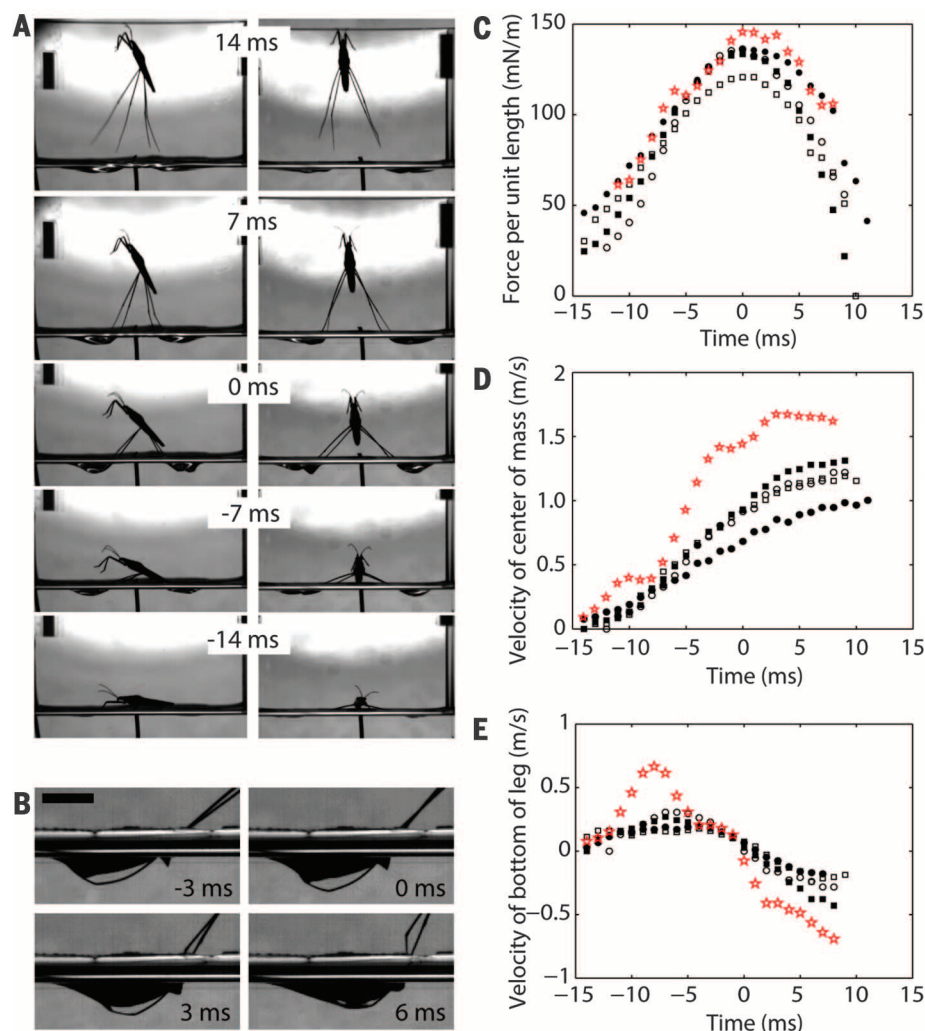 A
14 ms
7 ms
0 ms
-7 ms
-14 ms
B
-3 ms
0 ms
3 ms
6 ms
C
Force per unit length (mN/m)
150
100
50
0
−15 −10 −5 0 5 10 15
Time (ms)
D
Velocity of center of mass (m/s)
2
1.5
1.0
0.5
0
−15 −10 −5 0 5 10 15
Time (ms)
E
Velocity of bottom of leg (m/s)
1
0.5
0
−0.5
−1
−15 −10 −5 0 5 10 15
Time (ms)